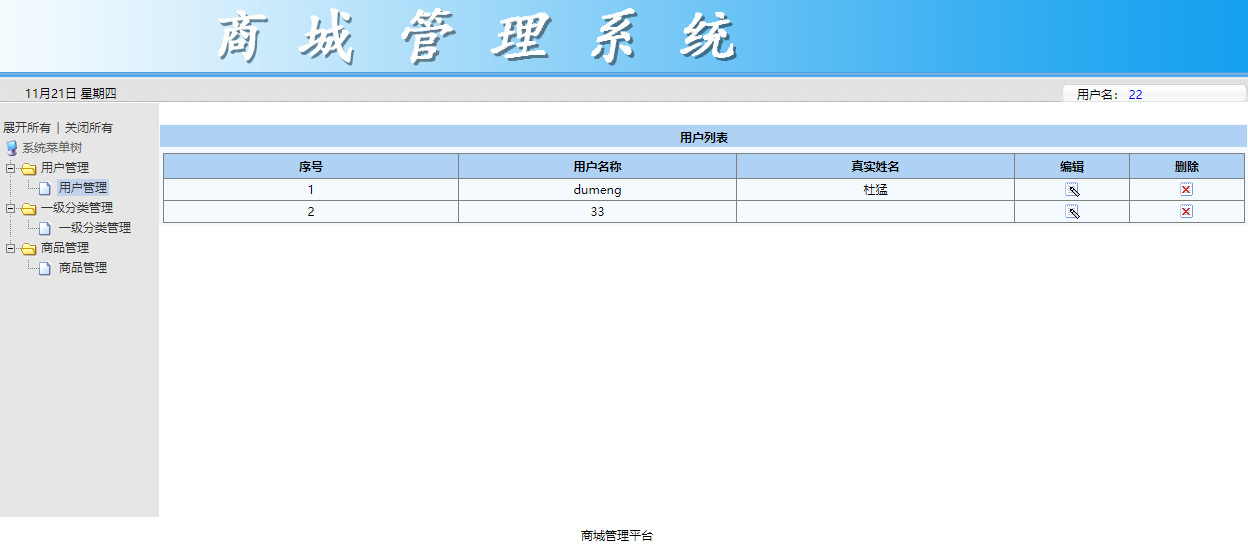 商城管理系统
11月21日 星期四
用户名： 22
展开所有 | 关闭所有
系统菜单树
用户管理
用户管理
一级分类管理
一级分类管理
商品管理
商品管理
用户列表
序号 用户名称 真实姓名 编辑 删除
1 dumeng 杜猛
2 33
商城管理平台